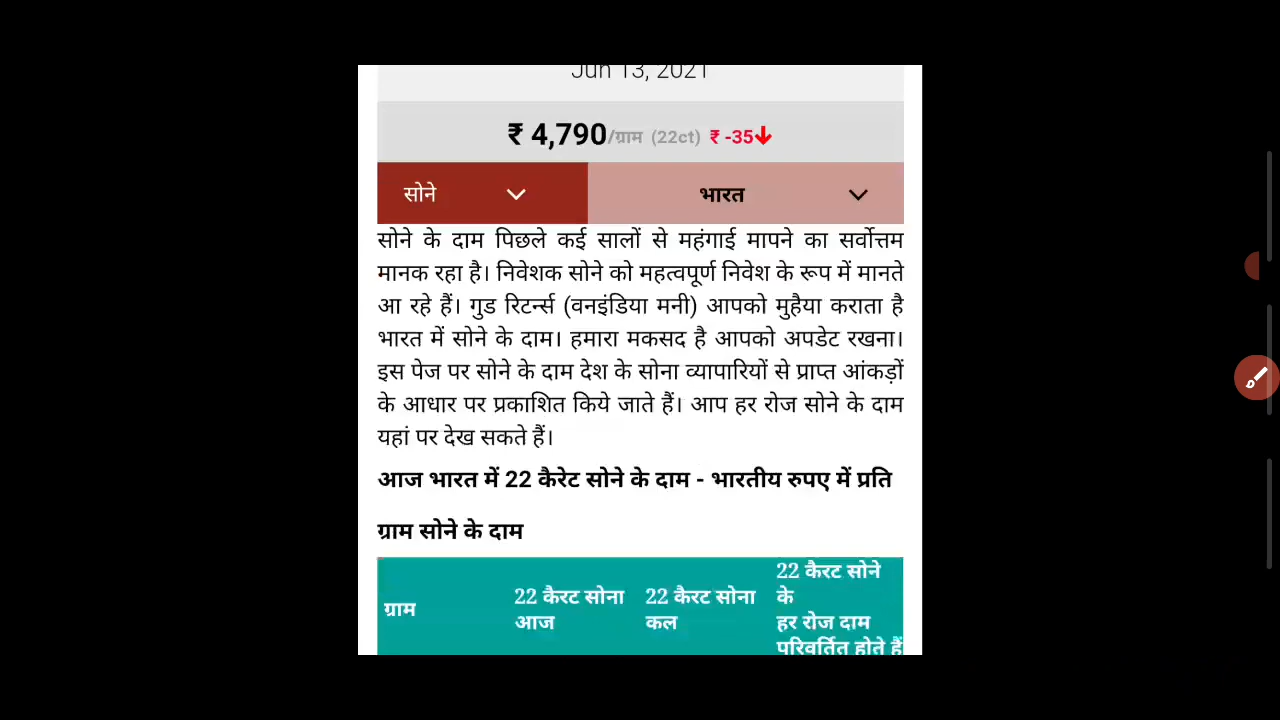 Jun 13, 2021
₹ 4,790/ग्राम (22ct) ₹ -35
सोने भारत
सोने के दाम पिछले कई सालों से महंगाई मापने का सर्वोत्तम
मानक रहा है। निवेशक सोने को महत्वपूर्ण निवेश के रूप में मानते
आ रहे हैं। गुड रिटर्न्स (वनइंडिया मनी) आपको मुहैया कराता है
भारत में सोने के दाम। हमारा मकसद है आपको अपडेट रखना।
इस पेज पर सोने के दाम देश के सोना व्यापारियों से प्राप्त आंकड़ों
के आधार पर प्रकाशित किये जाते हैं। आप हर रोज सोने के दाम
यहां पर देख सकते हैं।
आज भारत में 22 कैरेट सोने के दाम - भारतीय रुपए में प्रति
ग्राम सोने के दाम
ग्राम
22 कैरट सोना
आज
22 कैरट सोना
कल
22 कैरट सोने
के
हर रोज दाम
परिवर्तित होते हैं